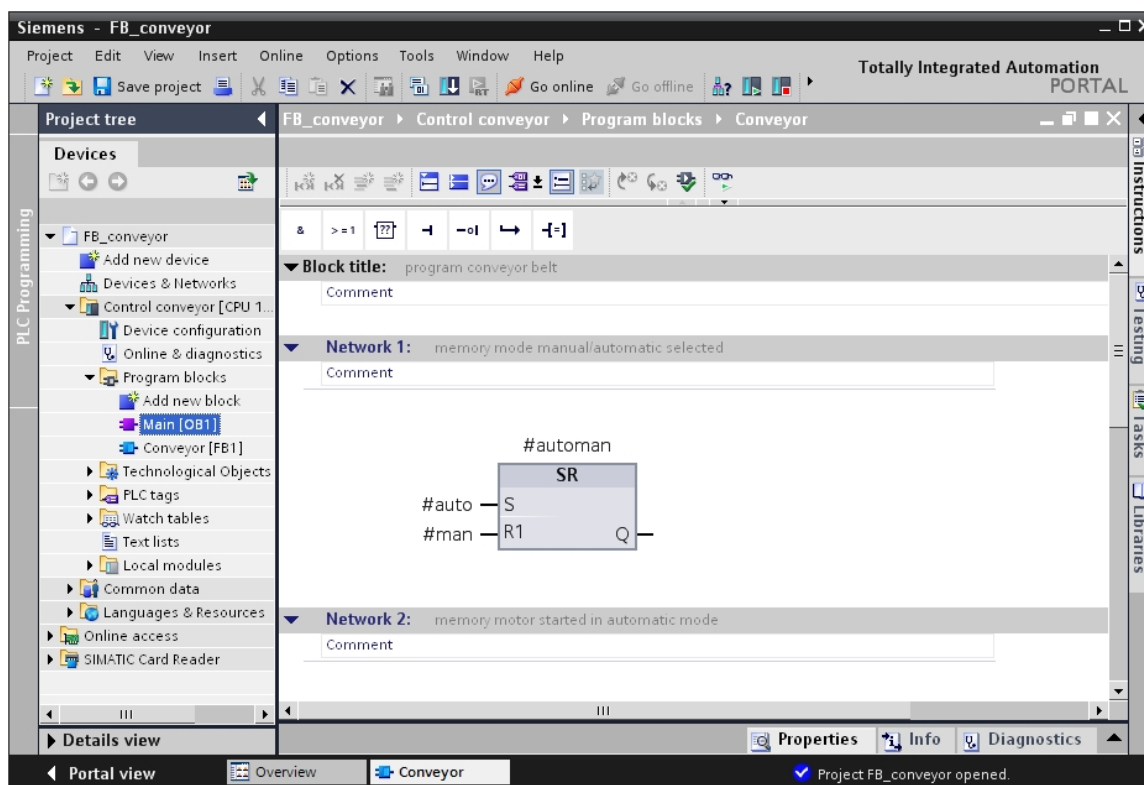 Siemens - FB_conveyor
Project Edit View Insert Online Options Tools Window Help
Totally Integrated Automation
PORTAL
Save project Go online Go offline
Project tree
FB_conveyor Control conveyor Program blocks Conveyor
Devices
PLC Programming
FB_conveyor
Add new device
Devices & Networks
Control conveyor [CPU 1...
Device configuration
Online & diagnostics
Program blocks
Add new block
Main [OB1]
Conveyor [FB1]
Technological Objects
PLC tags
Watch tables
Text lists
Local modules
Common data
Languages & Resources
Online access
SIMATIC Card Reader
Details view
& >=1 ??
Block title: program conveyor belt
Comment
Network 1: memory mode manual/automatic selected
Comment
#automan
SR
#auto S
#man R1 Q
Network 2: memory motor started in automatic mode
Comment
Instructions
Testing
Tasks
Libraries
Properties Info Diagnostics
Portal view Overview Conveyor Project FB_conveyor opened.